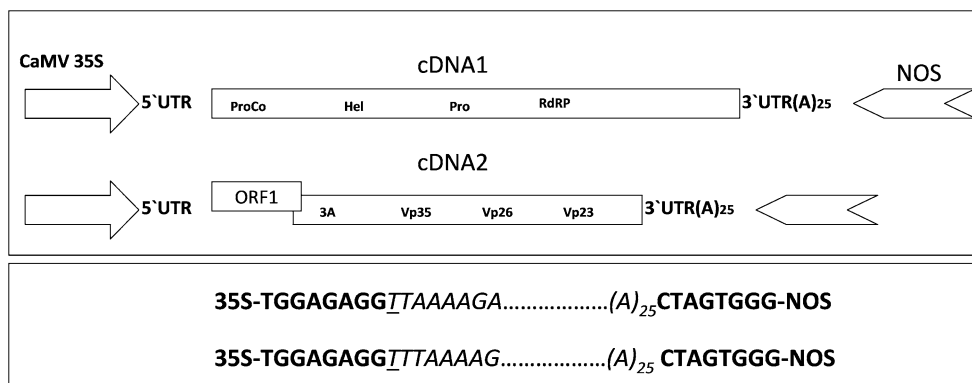 CaMV 35S
cDNA1
NOS
5`UTR ProCo Hel Pro RdRP 3`UTR(A)25
cDNA2
5`UTR ORF1 3A Vp35 Vp26 Vp23 3`UTR(A)25
35S-TGGAGAGGTTAAAAGA..................(A)25CTAGTGGG-NOS
35S-TGGAGAGGTTTAAAAG...................(A)25 CTAGTGGG-NOS